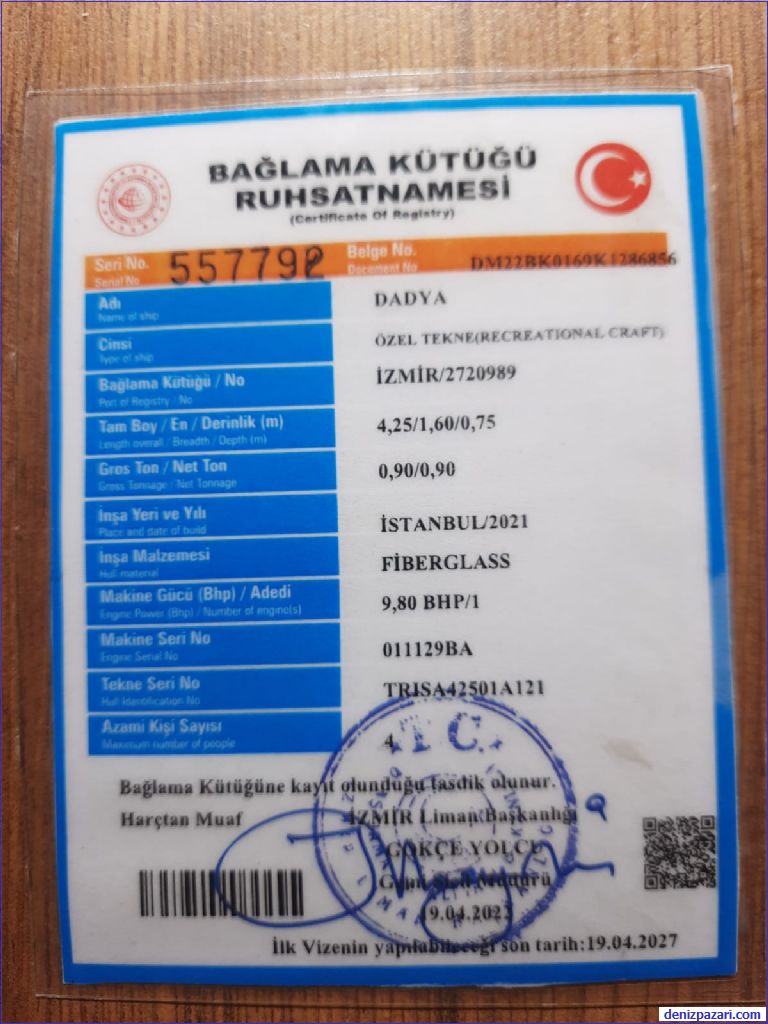 BAĞLAMA KÜTÜĞÜ
RUHSATNAMESİ
(Certificate Of Registry)
Seri No. 557792 Belge No. DM22BK0169K1286856
Serial No Document No
Adı DADYA
Name of ship
Cinsi ÖZEL TEKNE(RECREATIONAL CRAFT)
Type of ship
Bağlama Kütüğü / No İZMİR/2720989
Port of Registry / No
Tam Boy / En / Derinlik (m) 4,25/1,60/0,75
Length overall / Breadth / Depth (m)
Gros Ton / Net Ton 0,90/0,90
Gross Tonnage / Net Tonnage
İnşa Yeri ve Yılı İSTANBUL/2021
Place and date of build
İnşa Malzemesi FİBERGLASS
Hull material
Makine Gücü (Bhp) / Adedi 9,80 BHP/1
Engine Power (Bhp) / Number of engine(s)
Makine Seri No 011129BA
Engine Serial No
Tekne Seri No TRISA42501A121
Hull Identification No
Azami Kişi Sayısı 4
Maximum number of people
T.C.
Bağlama Kütüğüne kayıt olunduğu tasdik olunur.
Harçtan Muaf İZMİR Liman Başkanlığı
GÖKÇE YOLCU
Gemi Sicil Müdürü
19.04.2022
İlk Vizenin yapılabileceği son tarih:19.04.2027
denizpazari.com